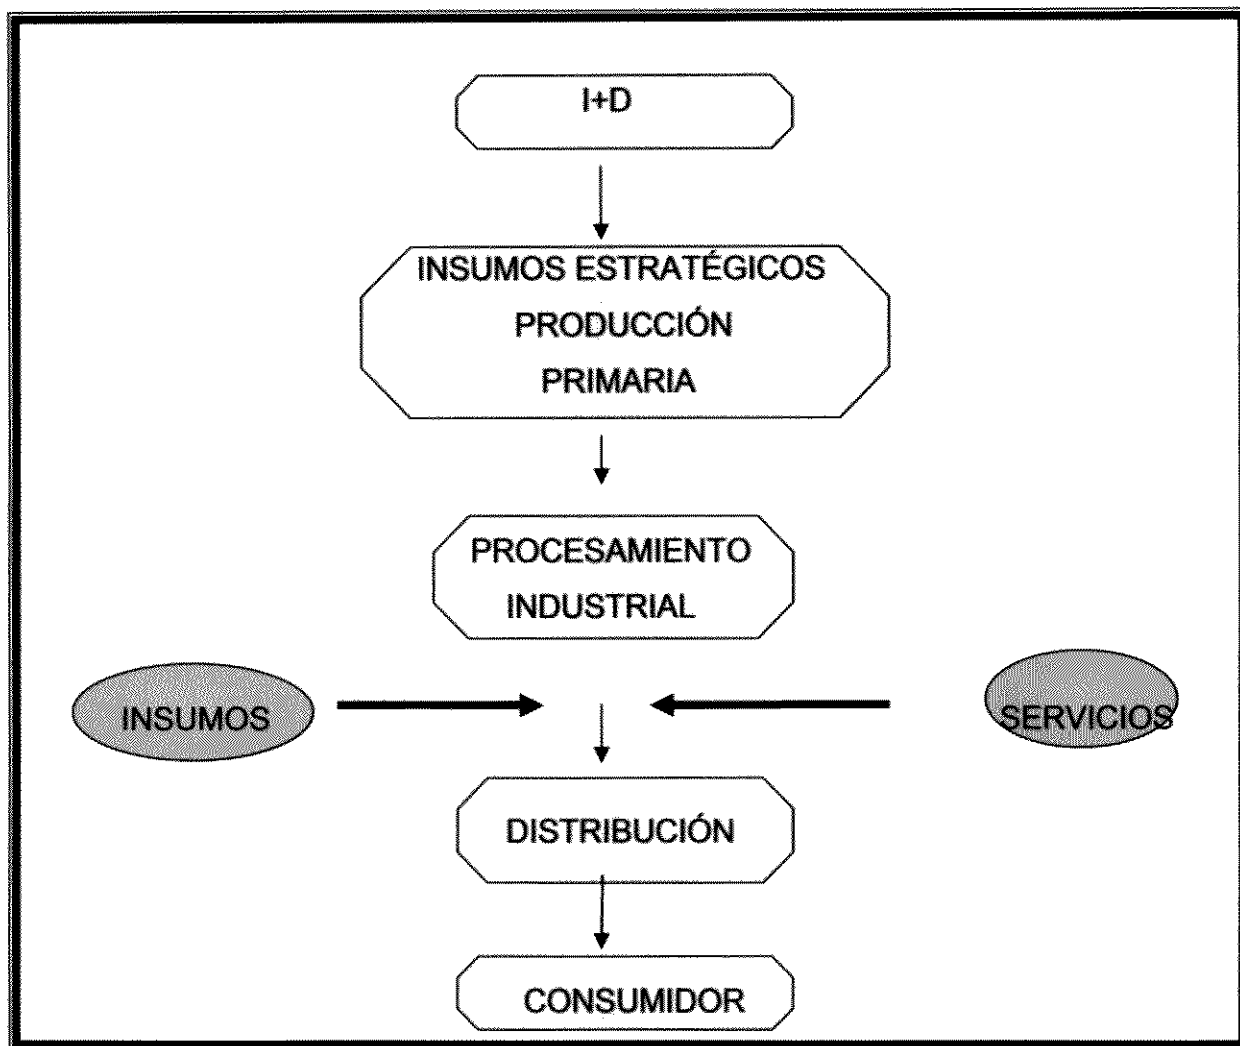 I+D
INSUMOS ESTRATÉGICOS
PRODUCCIÓN
PRIMARIA
PROCESAMIENTO
INDUSTRIAL
INSUMOS
SERVICIOS
DISTRIBUCIÓN
CONSUMIDOR